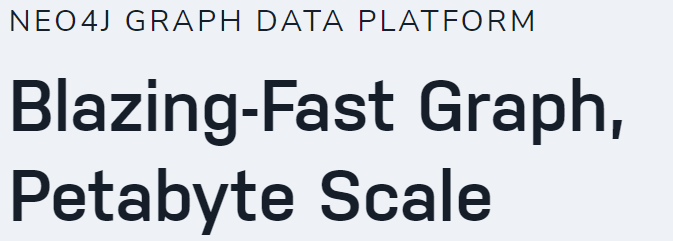 NEO4J GRAPH DATA PLATFORM
Blazing-Fast Graph,
Petabyte Scale